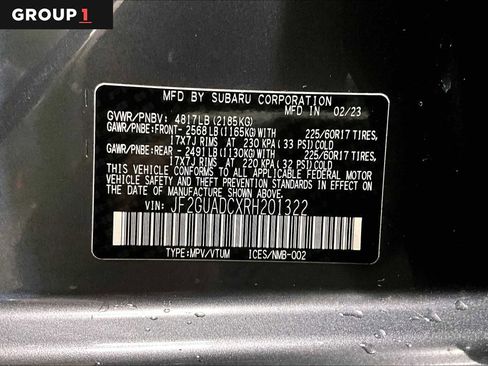 GROUP 1
MFD BY SUBARU CORPORATION
GVWR/PNBV: 4817LB(2185KG) MFD IN 02/23
GAWR/PNBE:FRONT- 2568LB(1165KG)WITH 225/60R17 TIRES,
17X7J RIMS AT 230 KPA (33 PSI)COLD
GAWR/PNBE:REAR - 2491LB(1130KG)WITH 225/60R17 TIRES,
17X7J RIMS AT 220 KPA (32 PSI)COLD
THIS VEHICLE CONFORMS TO ALL APPLICABLE FEDERAL MOTOR
VEHICLE SAFETY AND THEFT PREVENTION STANDARDS IN EFFECT
ON THE DATE OF MANUFACTURE SHOWN ABOVE.
VIN: JF2GUADCXRH201322
TYPE:MPV/VTUM ICES/NMB-002